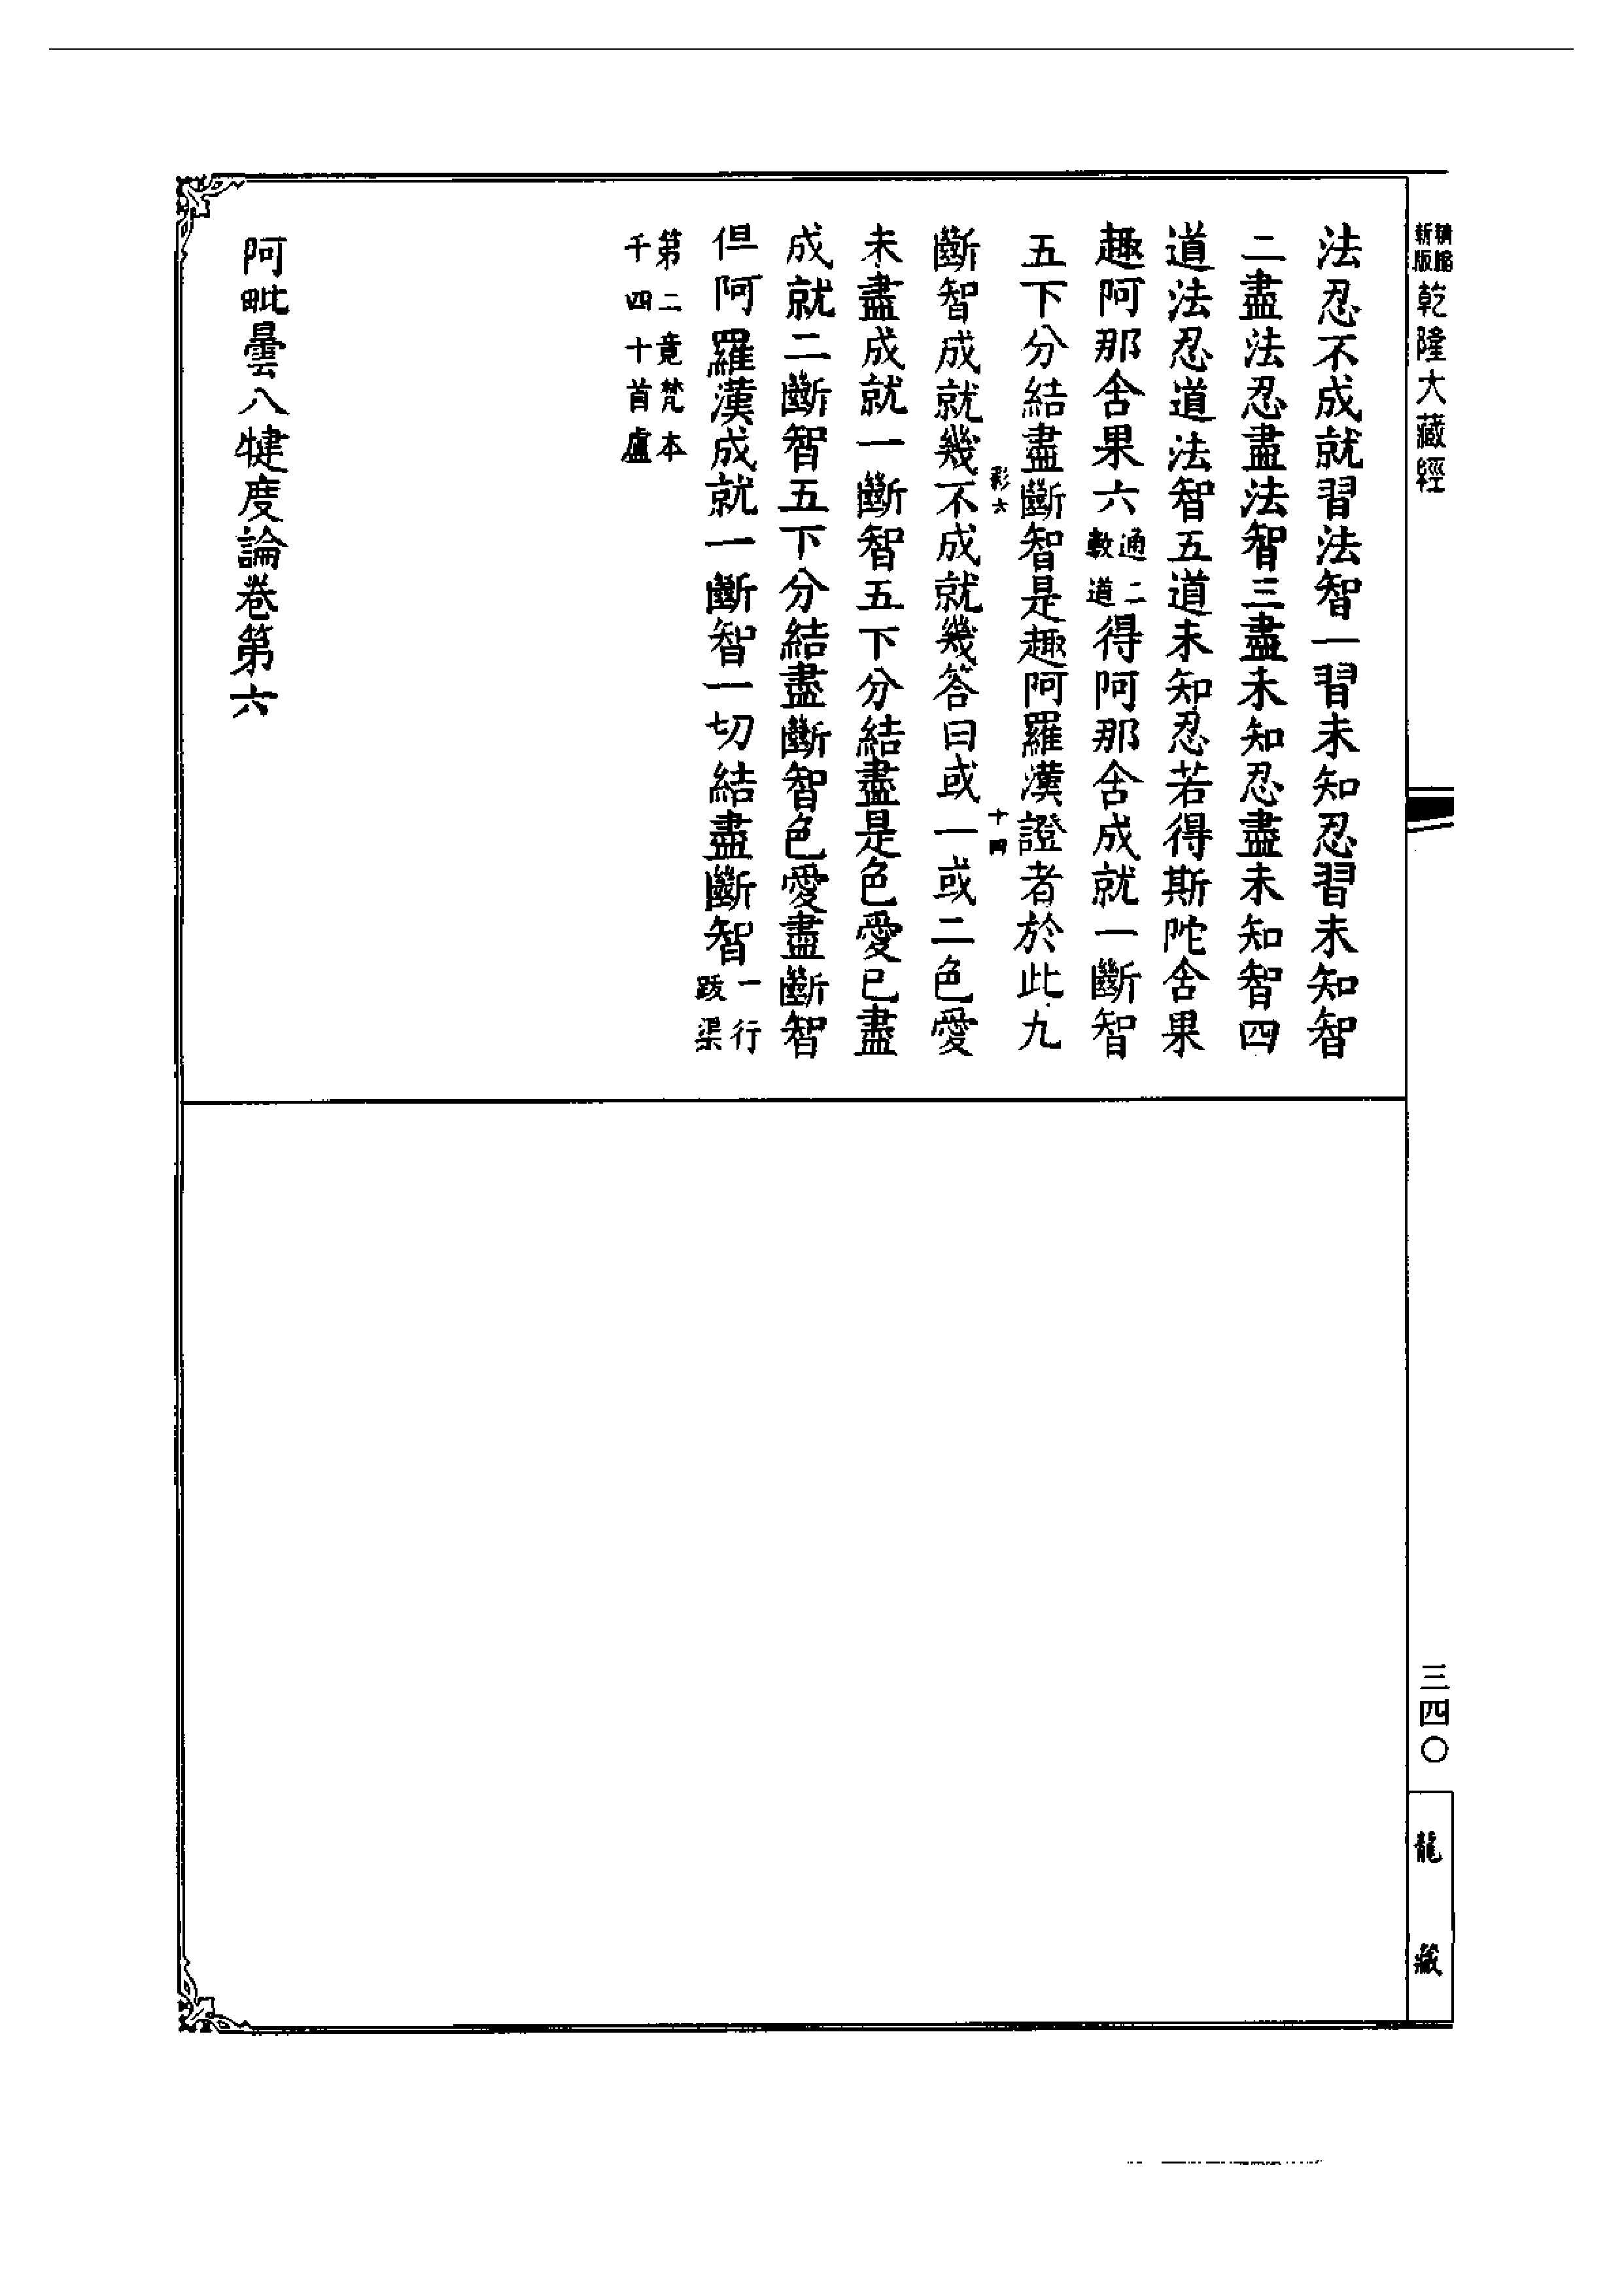 精縮
新版
乾隆大藏經
三四〇
龍藏
法忍不成就習法智一習未知忍習未知智
二盡法忍盡法智三盡未知忍盡未知智四
道法忍道法智五道未知忍若得斯陀含果
趣阿那含果六通二數道得阿那含成就一斷智
五下分結盡斷智是趣阿羅漢證者於此九
彩六
十四
斷智成就幾不成就幾答曰或一或二色愛
未盡成就一斷智五下分結盡是色愛已盡
成就二斷智五下分結盡斷智色愛盡斷智
但阿羅漢成就一斷智一切結盡斷智一行跋渠
第二竟梵本
千四十首盧
阿毗曇八犍度論卷第六